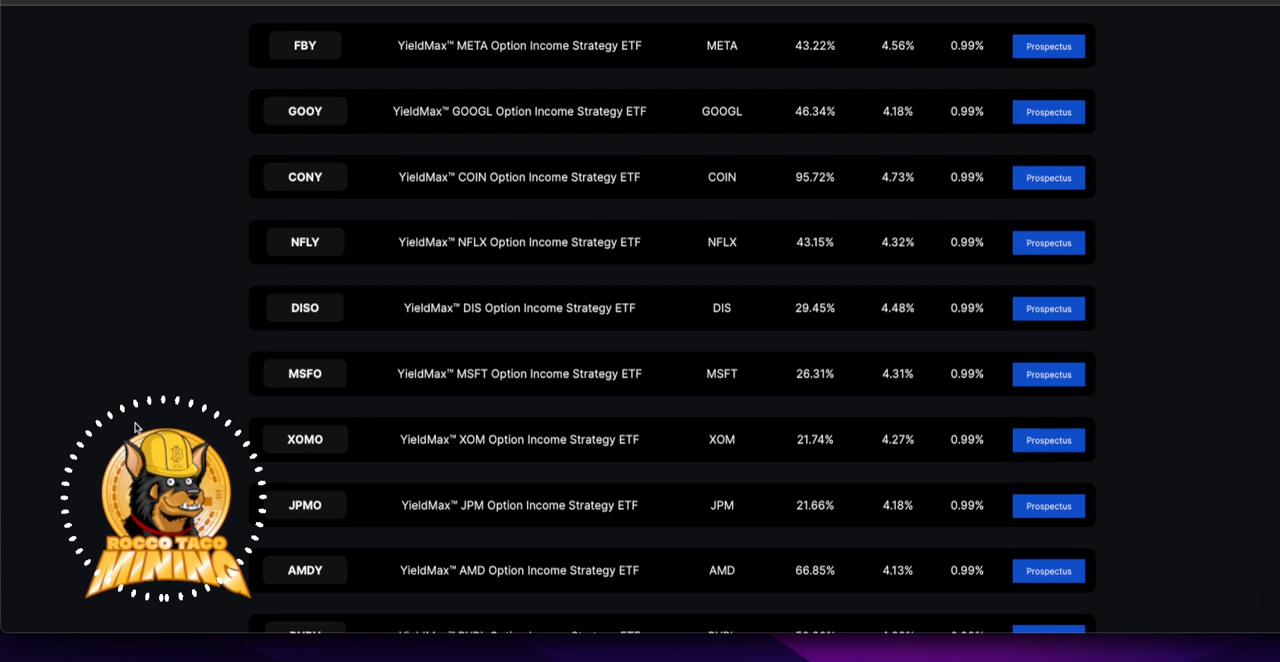 FBY YieldMax™ META Option Income Strategy ETF META 43.22% 4.56% 0.99% Prospectus
GOOY YieldMax™ GOOGL Option Income Strategy ETF GOOGL 46.34% 4.18% 0.99% Prospectus
CONY YieldMax™ COIN Option Income Strategy ETF COIN 95.72% 4.73% 0.99% Prospectus
NFLY YieldMax™ NFLX Option Income Strategy ETF NFLX 43.15% 4.32% 0.99% Prospectus
DISO YieldMax™ DIS Option Income Strategy ETF DIS 29.45% 4.48% 0.99% Prospectus
MSFO YieldMax™ MSFT Option Income Strategy ETF MSFT 26.31% 4.31% 0.99% Prospectus
XOMO YieldMax™ XOM Option Income Strategy ETF XOM 21.74% 4.27% 0.99% Prospectus
JPMO YieldMax™ JPM Option Income Strategy ETF JPM 21.66% 4.18% 0.99% Prospectus
ROCCO TACO
MINING
AMDY YieldMax™ AMD Option Income Strategy ETF AMD 66.85% 4.13% 0.99% Prospectus